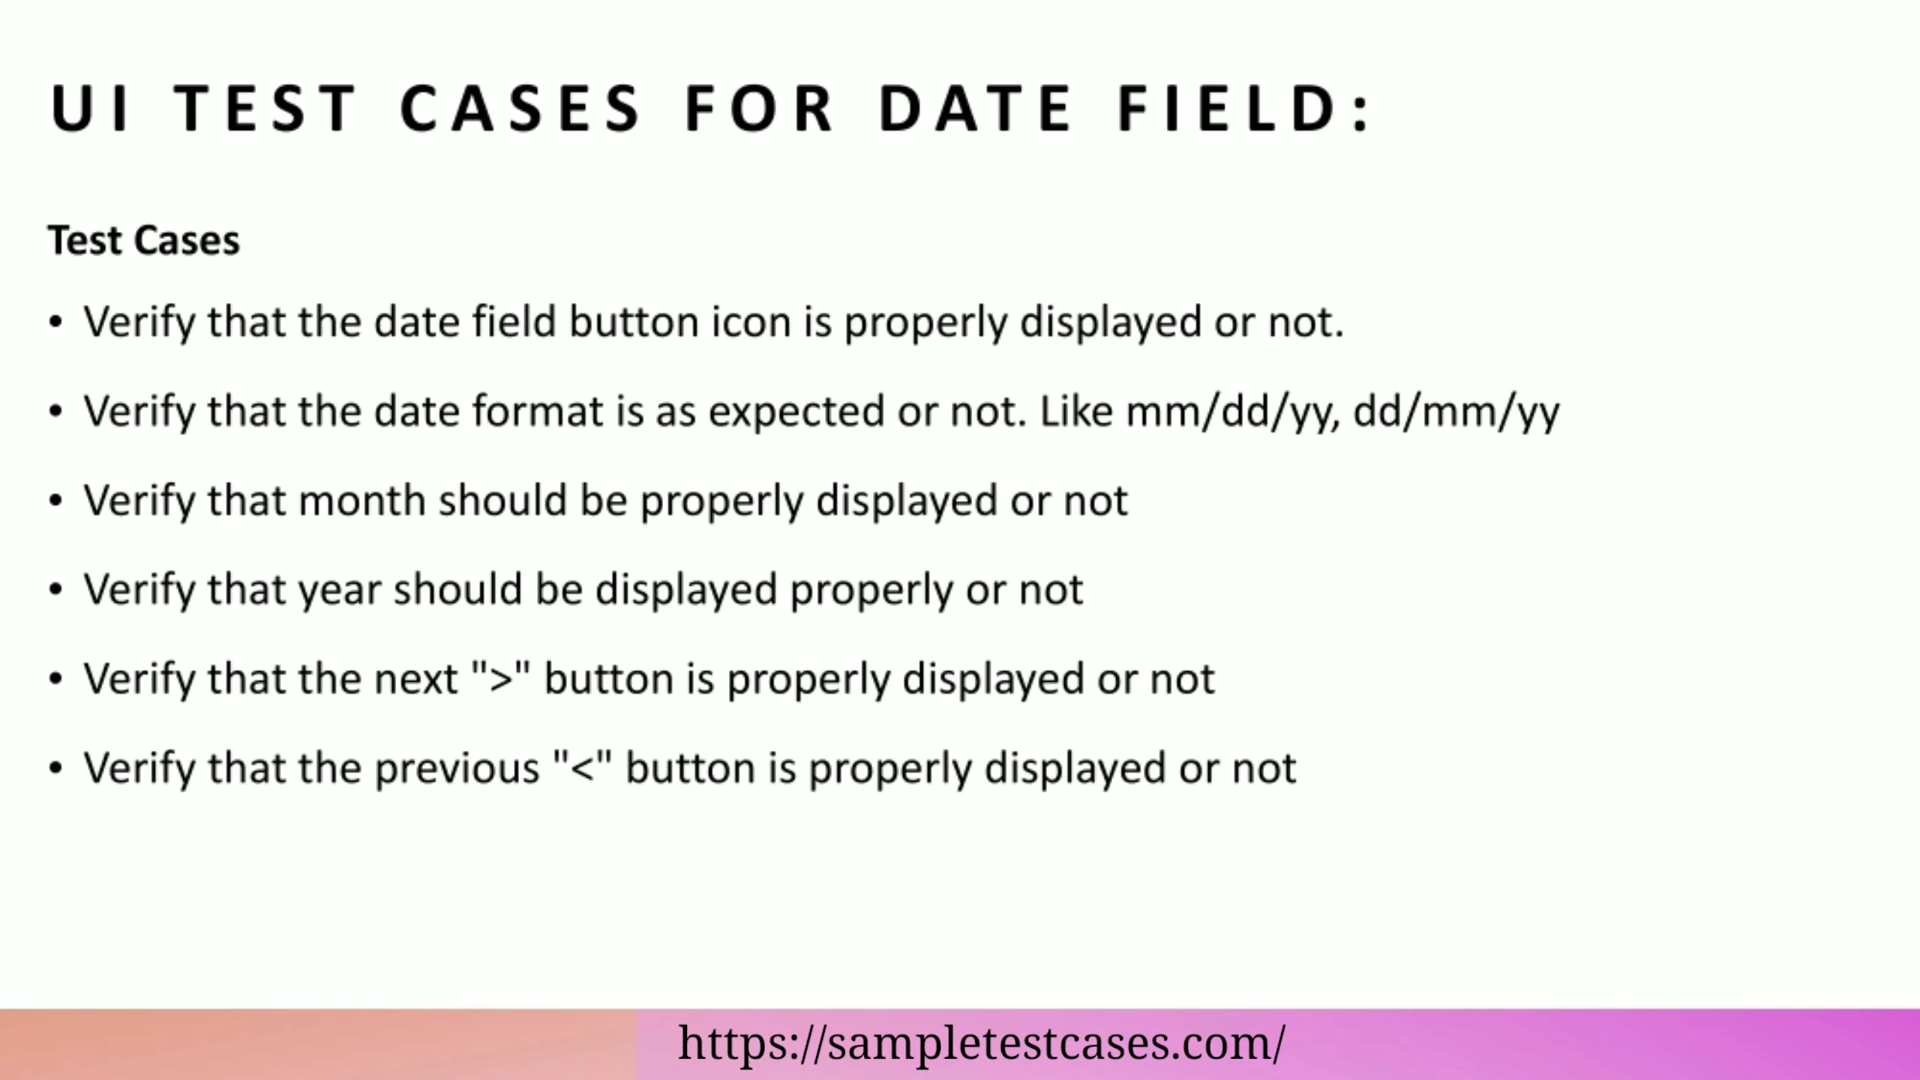 UI TEST CASES FOR DATE FIELD:
Test Cases
• Verify that the date field button icon is properly displayed or not.
• Verify that the date format is as expected or not. Like mm/dd/yy, dd/mm/yy
• Verify that month should be properly displayed or not
• Verify that year should be displayed properly or not
• Verify that the next ">" button is properly displayed or not
• Verify that the previous "<" button is properly displayed or not
https://sampletestcases.com/